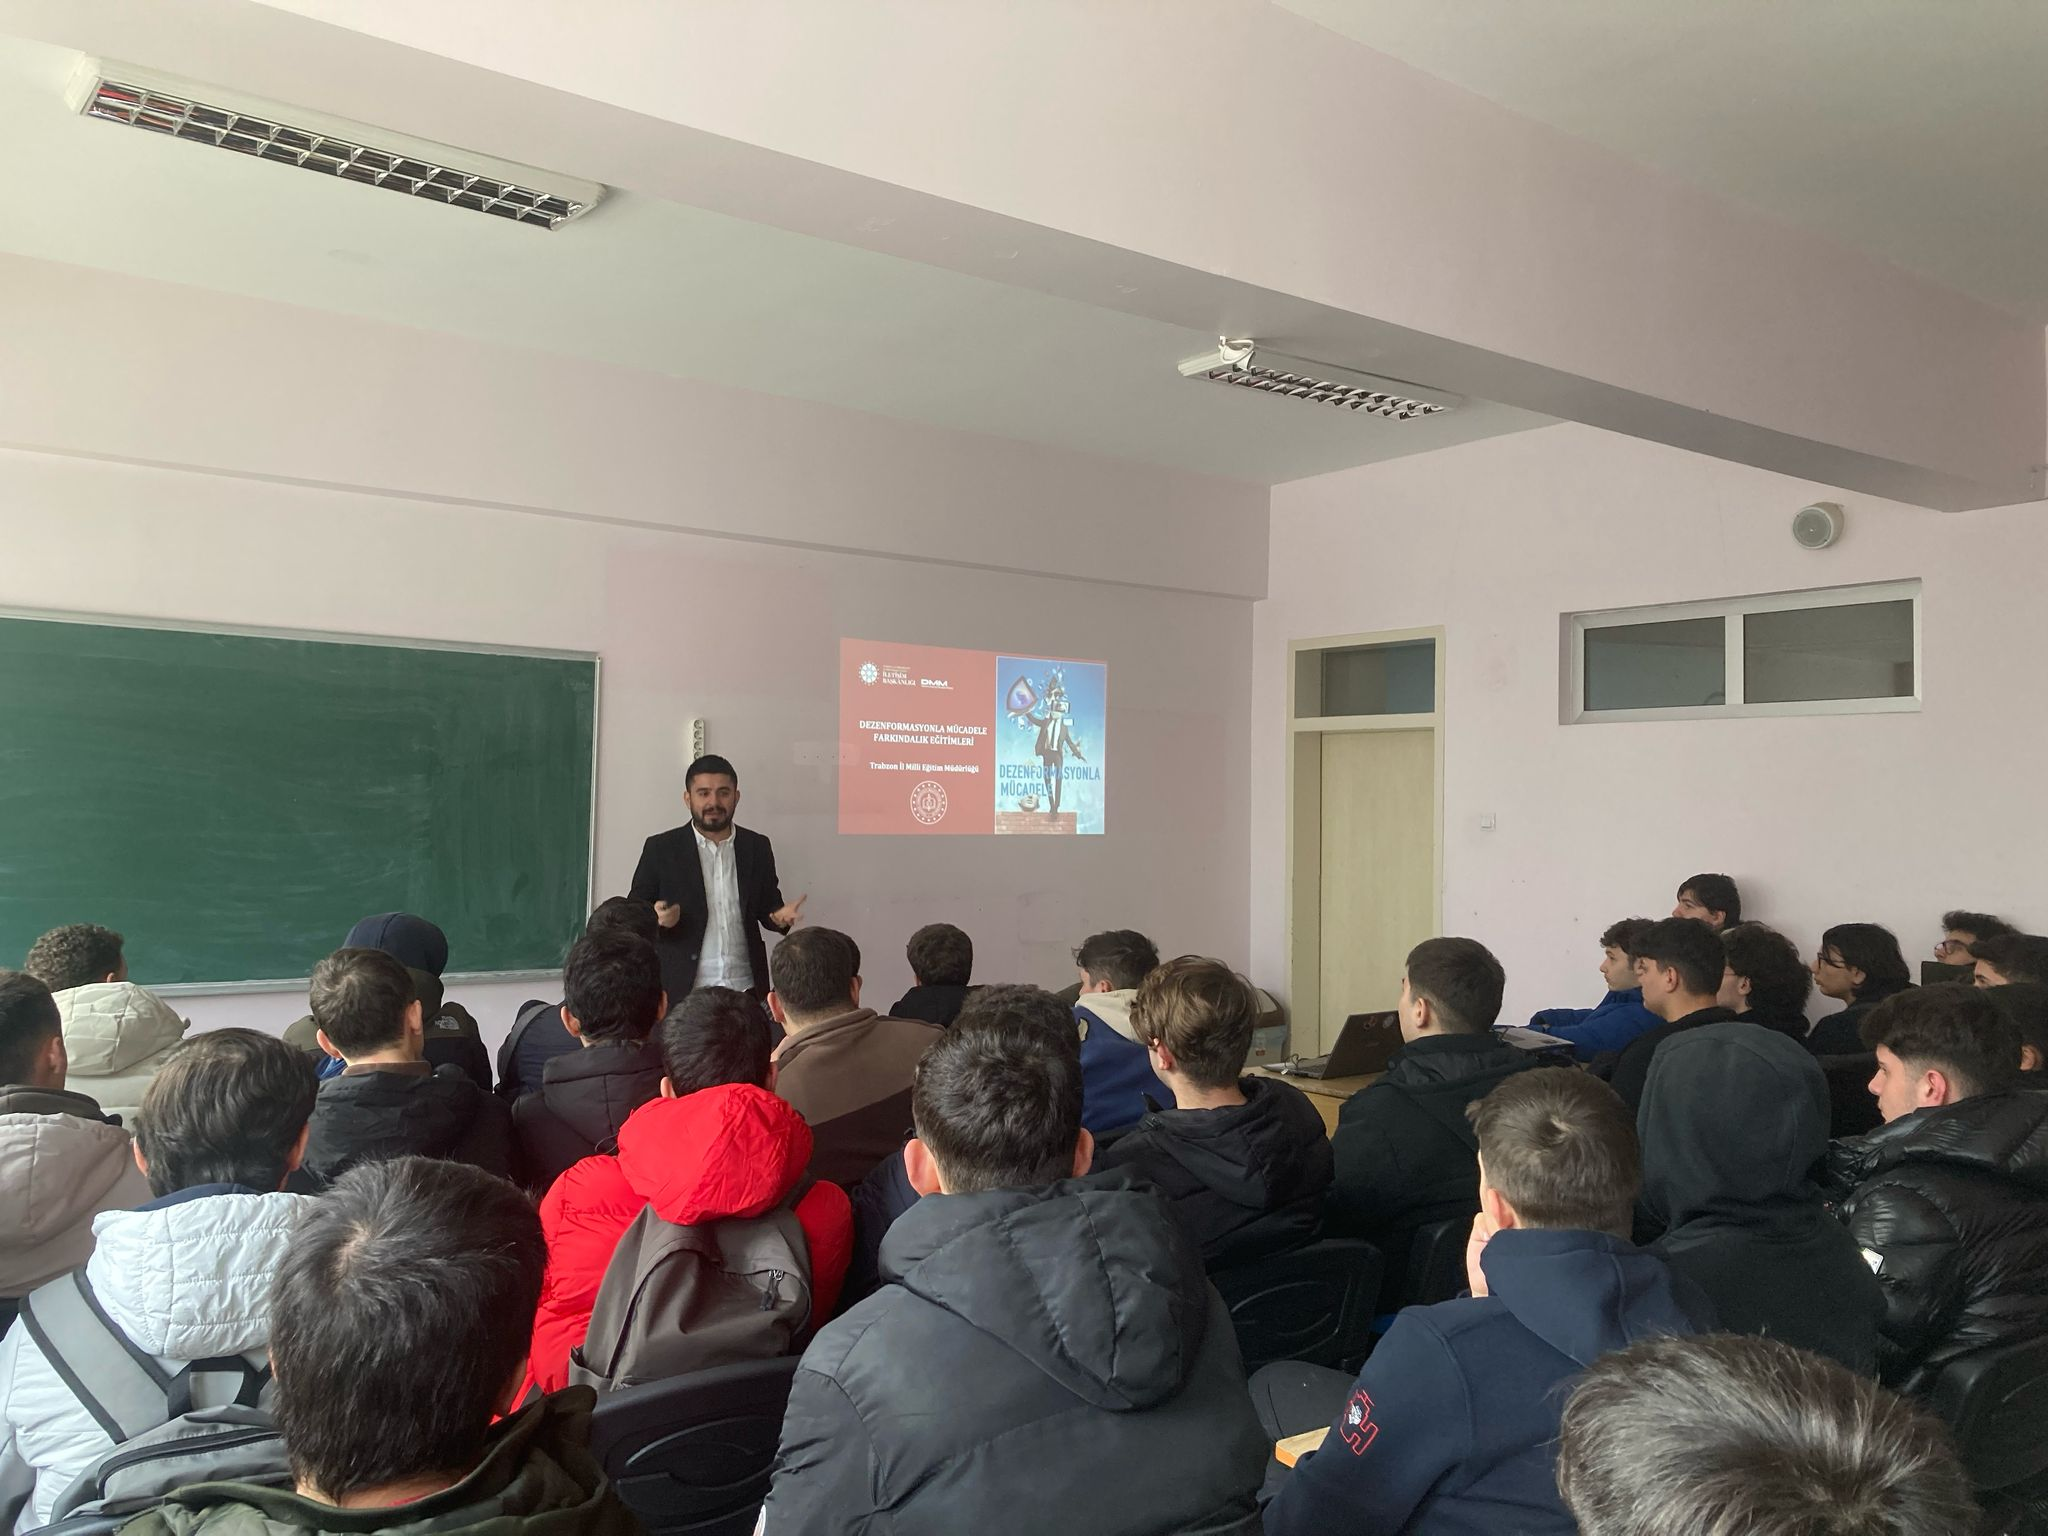 İLETİŞİM
BAŞKANLIĞI
DMM
DEZENFORMASYONLA MÜCADELE
FARKINDALIK EĞİTİMLERİ
Trabzon İl Milli Eğitim Müdürlüğü
DEZENFORMASYONLA
MÜCADELE